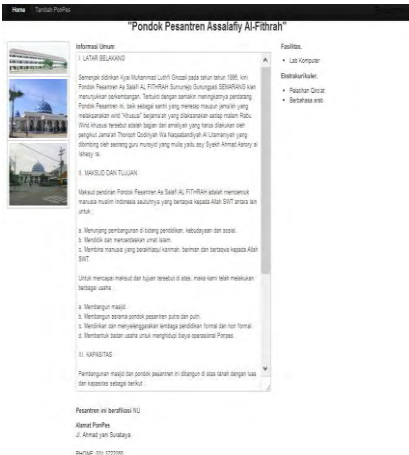 Home Tambah PonPes
"Pondok Pesantren Assalafiy Al-Fithrah"
Informasi Umum
I. LATAR BELAKANG
Semenjak didirikan Kyai Muhammad Luthfi Ghozali pada tahun 1995, kini
Pondok Pesantren As Salafi AL FITHRAH Sumurrejo Gunungpati SEMARANG kian
menunjukkan perkembangan. Terbukti dengan semakin meningkatnya pendatang
Pondok Pesantren ini, baik sebagai santri yang menetap maupun jama'ah yang
melaksanakan wirid "Khusus" berjama'ah yang dilaksanakan setiap malam Rabu.
Wirid khusus tersebut adalah bagian dari amaliyah yang harus dilakukan oleh
pengikut Jama'ah Thoriqoh Qodiriyah Wa Naqsabandiyah Al Utsmaniyah yang
dibimbing oleh seorang guru mursyid yang mulia yaitu asy Syekh Ahmad Asrory al
Ishaqy ra.
II. MAKSUD DAN TUJUAN
Maksud pendirian Pondok Pesantren As Salafi AL FITHRAH adalah membentuk
manusia muslim Indonesia seutuhnya yang bertaqwa kepada Allah SWT antara lain
untuk :
a. Menunjang pembangunan di bidang pendidikan, kebudayaan dan sosial.
b. Mendidik dan mencerdaskan umat islam.
c. Membina manusia yang berakhlaqul karimah, beriman dan bertaqwa kepada Allah
SWT.
Untuk mencapai maksud dan tujuan tersebut di atas, maka kami telah melakukan
berbagai usaha :
a. Membangun masjid.
b. Membangun asrama pondok pesantren putra dan putri.
c. Mendirikan dan menyelenggarakan lembaga pendidikan formal dan non formal.
d. Membentuk badan usaha untuk menghidupi biaya operasional Ponpes.
III. KAPASITAS
Pembangunan masjid dan pondok pesantren ini dibangun di atas tanah dengan luas
dan kapasitas sebagai berikut :
Pesantren ini berafiliasi NU
Alamat PonPes
Jl. Ahmad yani Surabaya.
PHONE: 031
Fasilitas.
Lab Komputer
Ekstrakurikuler.
Pelatihan Qiro'at
Berbahasa arab